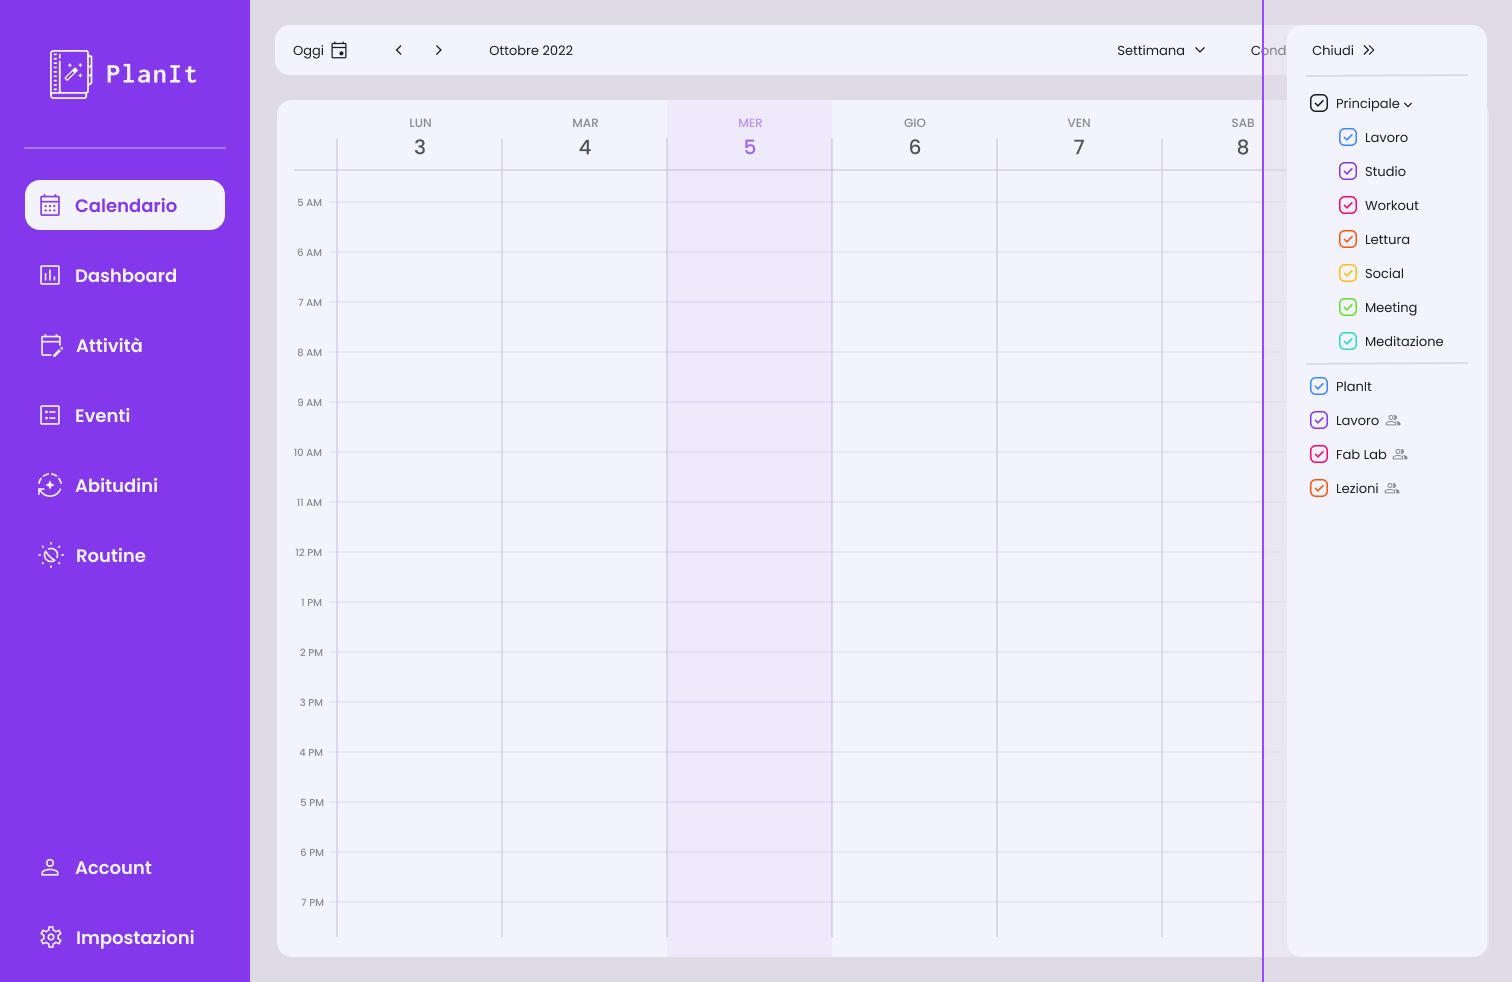 PlanIt
Calendario
Dashboard
Attività
Eventi
Abitudini
Routine
Account
Impostazioni
Oggi
Ottobre 2022
Settimana
Cond
LUN
3
MAR
4
MER
5
GIO
6
VEN
7
SAB
8
5 AM
6 AM
7 AM
8 AM
9 AM
10 AM
11 AM
12 PM
1 PM
2 PM
3 PM
4 PM
5 PM
6 PM
7 PM
Chiudi
Principale
Lavoro
Studio
Workout
Lettura
Social
Meeting
Meditazione
PlanIt
Lavoro
Fab Lab
Lezioni